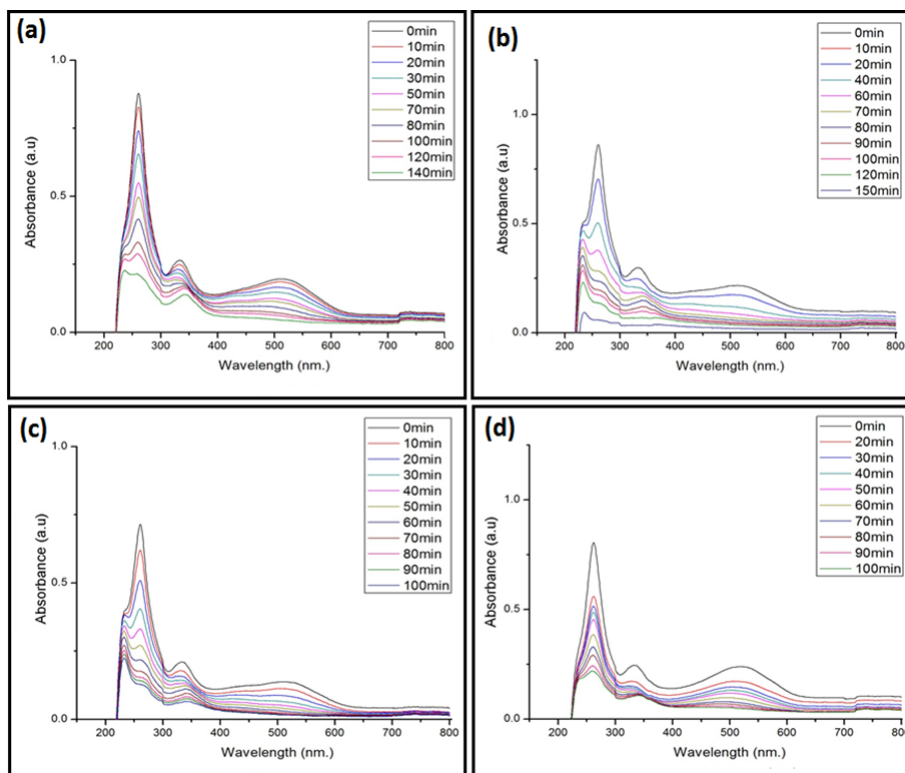 (a)
0min
10min
20min
30min
50min
70min
80min
100min
120min
140min
1.0
0.5
0.0
Absorbance (a.u)
200 300 400 500 600 700 800
Wavelength (nm.)
(b)
0min
10min
20min
40min
60min
70min
80min
90min
100min
120min
150min
1.0
0.5
0.0
Absorbance (a.u)
200 300 400 500 600 700 800
Wavelength (nm.)
(c)
0min
10min
20min
30min
40min
50min
60min
70min
80min
90min
100min
1.0
0.5
0.0
Absorbance (a.u)
200 300 400 500 600 700 800
Wavelength (nm.)
(d)
0min
20min
30min
40min
50min
60min
70min
80min
90min
100min
1.0
0.5
0.0
Absorbance (a.u)
200 300 400 500 600 700 800
Wavelength (nm.)